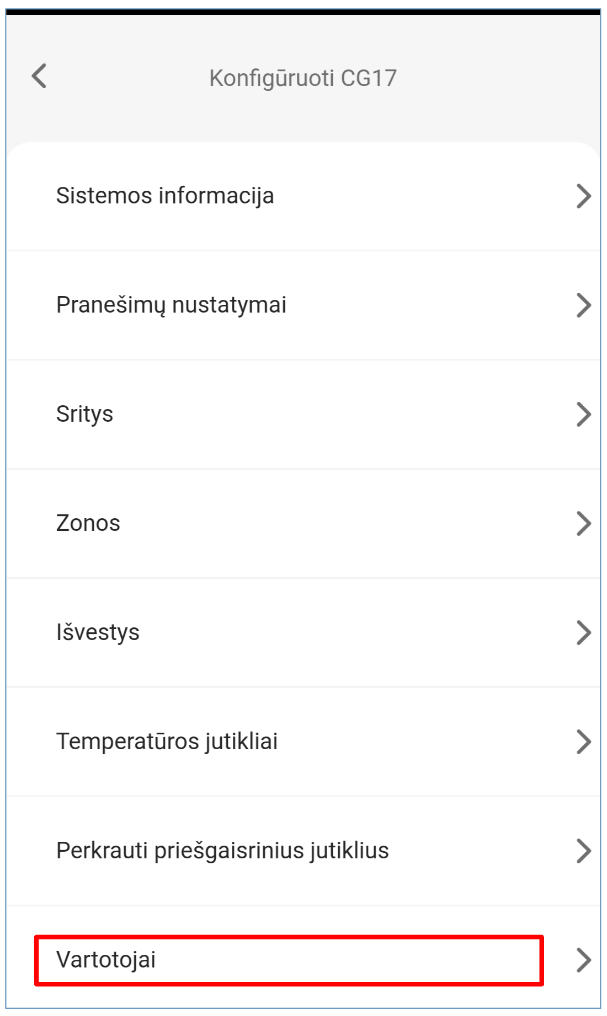 Konfigūruoti CG17
Sistemos informacija
Pranešimų nustatymai
Sritys
Zonos
Išvestys
Temperatūros jutikliai
Perkrauti priešgaisrinius jutiklius
Vartotojai